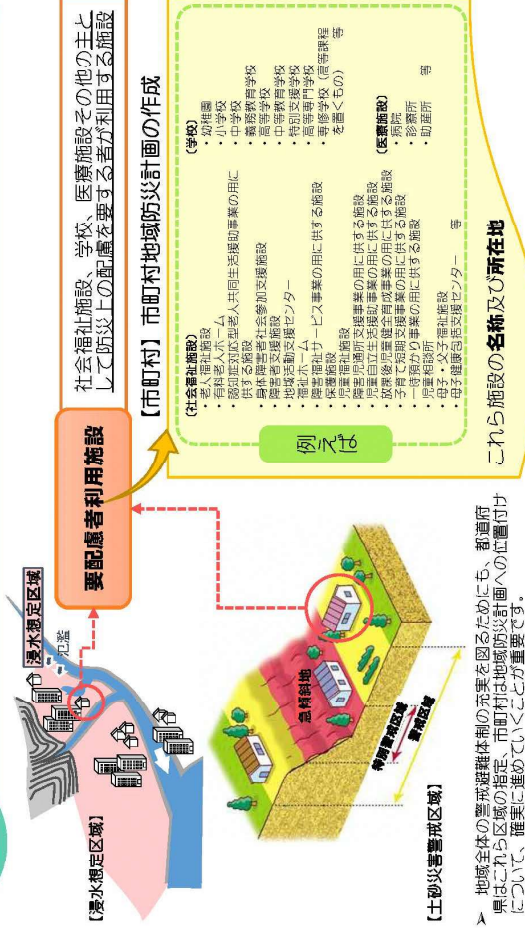 【浸水想定区域】
浸水想定区域
氾濫
要配慮者利用施設
社会福祉施設、学校、医療施設その他の主と
して防災上の配慮を要する者が利用する施設
【市町村】 市町村地域防災計画の作成
例えば
(社会福祉施設)
・老人福祉施設
・有料老人ホーム
・認知症対応型老人共同生活援助事業の用に
供する施設
・身体障害者社会参加支援施設
・障害者支援施設
・地域活動支援センター
・福祉ホーム
・障害福祉サービス事業の用に供する施設
・保護施設
・児童福祉施設
・障害児通所支援事業の用に供する施設
・児童自立生活援助事業の用に供する施設
・放課後児童健全育成事業の用に供する施設
・子育て短期支援事業の用に供する施設
・一時預かり事業の用に供する施設
・児童相談所
・母子・父子福祉施設
・母子健康包括支援センター 等
(学校)
・幼稚園
・小学校
・中学校
・義務教育学校
・高等学校
・中等教育学校
・特別支援学校
・高等専門学校
・専修学校(高等課程
を置くもの) 等
(医療施設)
・病院
・診療所
・助産所 等
これら施設の名称及び所在地
【土砂災害警戒区域】
急傾斜地
特別警戒区域
警戒区域
➢ 地域全体の警戒避難体制の充実を図るためにも、都道府
県はこれら区域の指定、市町村は地域防災計画への位置付け
について、確実に進めていくことが重要です。